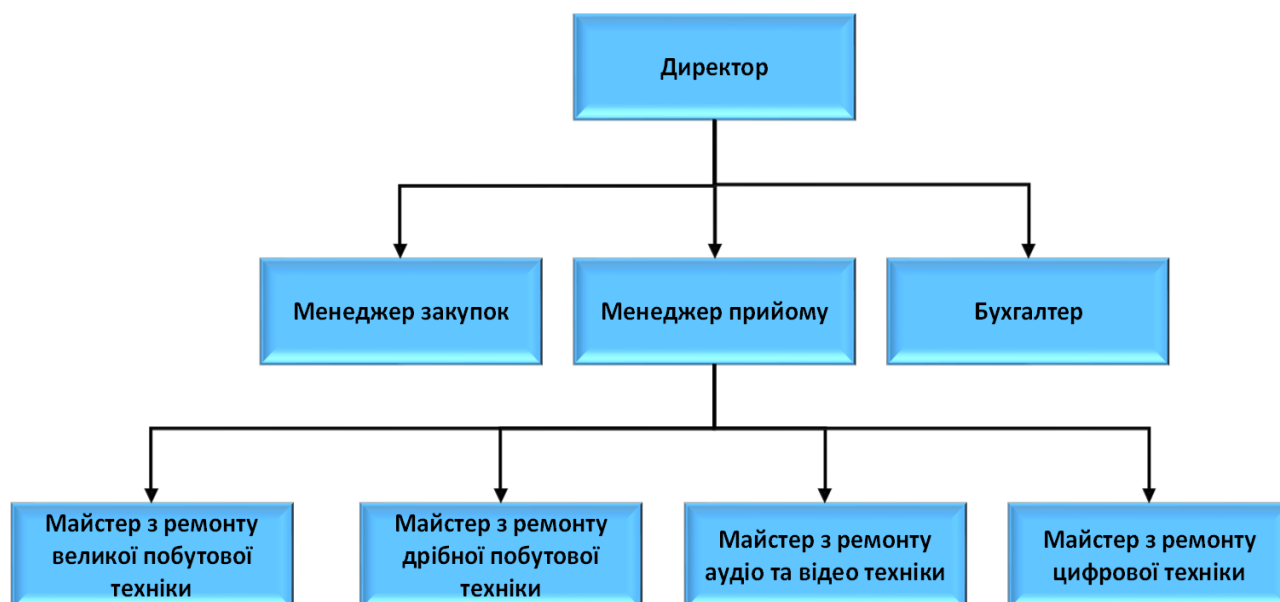 Директор
Менеджер закупок
Менеджер прийому
Бухгалтер
Майстер з ремонту
великої побутової
техніки
Майстер з ремонту
дрібної побутової
техніки
Майстер з ремонту
аудіо та відео техніки
Майстер з ремонту
цифрової техніки